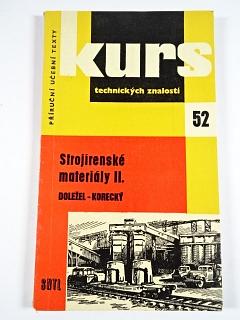 PŘÍRUČNÍ UČEBNÍ TEXTY
kurs
technických znalostí
52
Strojírenské
materiály II.
DOLEŽEL - KORECKÝ
SNTL